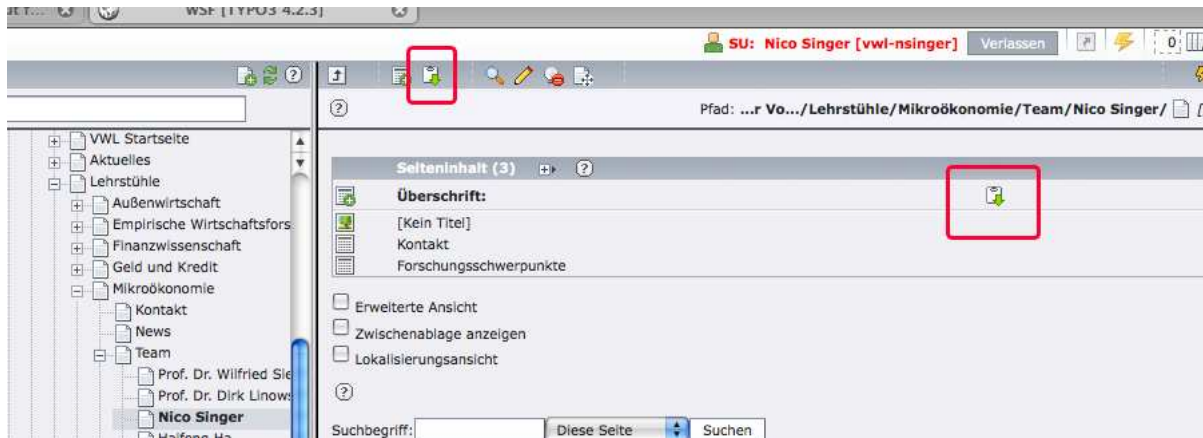 WSF [TYPO3 4.2.3]
SU: Nico Singer [vwl-nsinger] Verlassen 0
Pfad: ...r Vo.../Lehrstühle/Mikroökonomie/Team/Nico Singer/
VWL Startseite
Aktuelles
Lehrstühle
Außenwirtschaft
Empirische Wirtschaftsfors
Finanzwissenschaft
Geld und Kredit
Mikroökonomie
Kontakt
News
Team
Prof. Dr. Wilfried Sie
Prof. Dr. Dirk Linows
Nico Singer
Haifeng Ha
Seiteninhalt (3)
Überschrift:
[Kein Titel]
Kontakt
Forschungsschwerpunkte
Erweiterte Ansicht
Zwischenablage anzeigen
Lokalisierungsansicht
Suchbegriff: Diese Seite Suchen